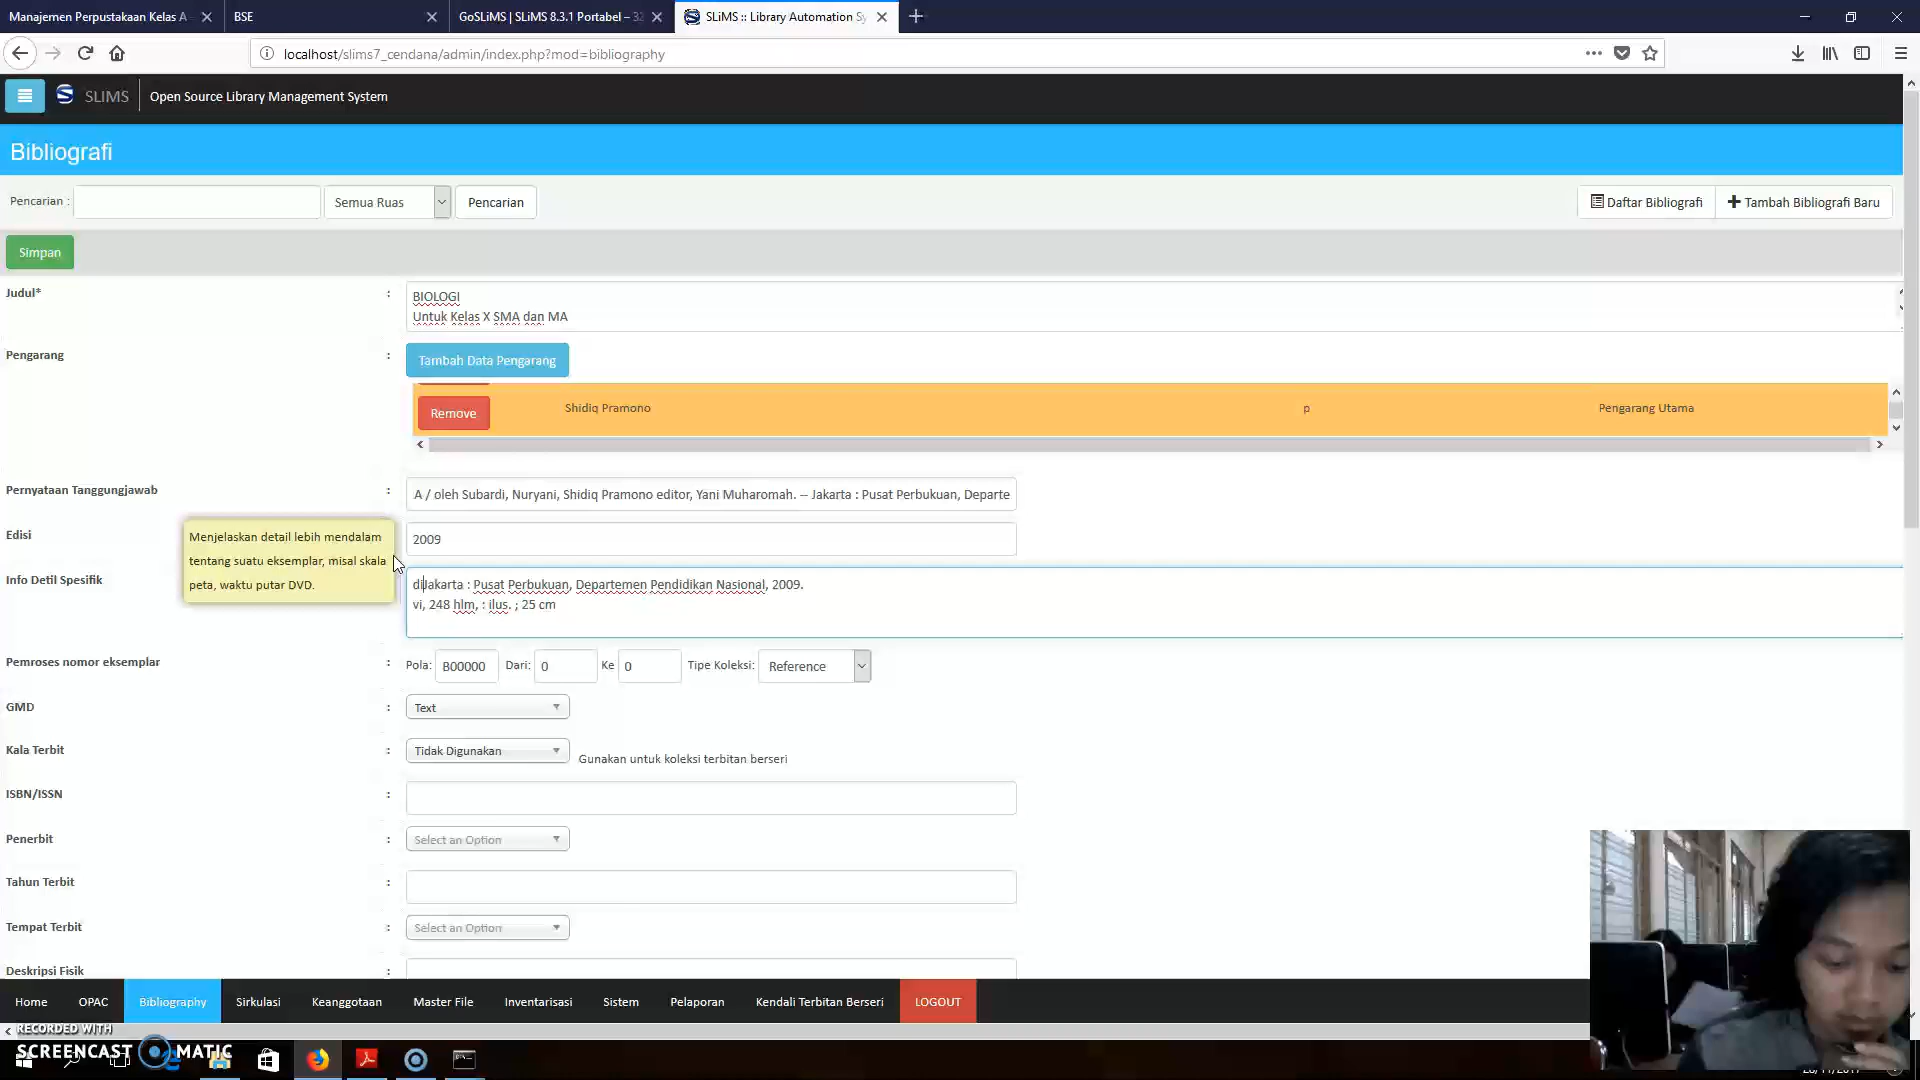 Manajemen Perpustakaan Kelas A
BSE
GoSLiMS | SLiMS 8.3.1 Portabel – 32
SLiMS :: Library Automation Sy
localhost/slims7_cendana/admin/index.php?mod=bibliography
SLiMS
Open Source Library Management System
Bibliografi
Pencarian :
Semua Ruas
Pencarian
Daftar Bibliografi
Tambah Bibliografi Baru
Simpan
Judul*
:
BIOLOGI
Untuk Kelas X SMA dan MA
Pengarang
:
Tambah Data Pengarang
Remove
Shidiq Pramono
p
Pengarang Utama
Pernyataan Tanggungjawab
:
A / oleh Subardi, Nuryani, Shidiq Pramono editor, Yani Muharomah. -- Jakarta : Pusat Perbukuan, Departe
Edisi
2009
Menjelaskan detail lebih mendalam
tentang suatu eksemplar, misal skala
peta, waktu putar DVD.
Info Detil Spesifik
diJakarta : Pusat Perbukuan, Departemen Pendidikan Nasional, 2009.
vi, 248 hlm, : ilus. ; 25 cm
Pemroses nomor eksemplar
:
Pola: B00000 Dari: 0 Ke 0 Tipe Koleksi: Reference
GMD
:
Text
Kala Terbit
:
Tidak Digunakan
Gunakan untuk koleksi terbitan berseri
ISBN/ISSN
:
Penerbit
:
Select an Option
Tahun Terbit
:
Tempat Terbit
:
Select an Option
Deskripsi Fisik
:
Home OPAC Bibliography Sirkulasi Keanggotaan Master File Inventarisasi Sistem Pelaporan Kendali Terbitan Berseri LOGOUT
RECORDED WITH
SCREENCAST MATIC